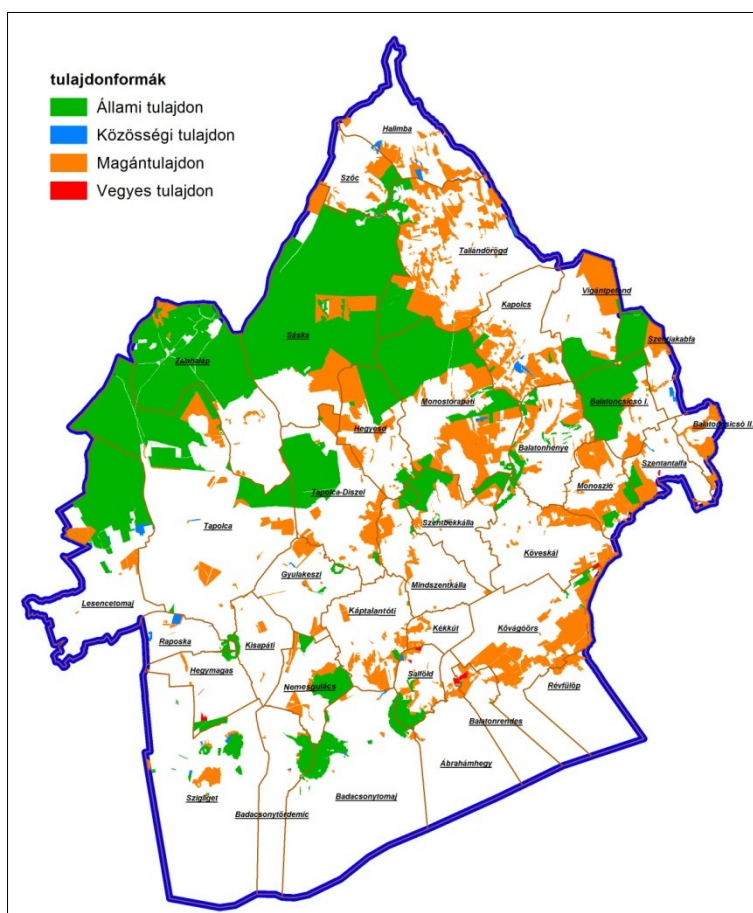 tulajdonformák
Állami tulajdon
Közösségi tulajdon
Magántulajdon
Vegyes tulajdon
Halimba
Szőc
Taliándörögd
Kapolcs
Vigántpetend
Sáska
Szentjakabfa
Zalahaláp
Monostorapáti
Balatoncsicsó I.
Balatoncsicsó II.
Hegyesd
Balatonhenye
Szentantalfa
Monoszló
Tapolca-Diszel
Tapolca
Szentbékkálla
Köveskál
Gyulakeszi
Mindszentkálla
Lesencetomaj
Káptalantóti
Kékkút
Kővágóörs
Raposka
Kisapáti
Hegymagas
Nemesgulács
Salföld
Révfülöp
Balatonrendes
Ábrahámhegy
Szigliget
Badacsonytomaj
Badacsonytördemic